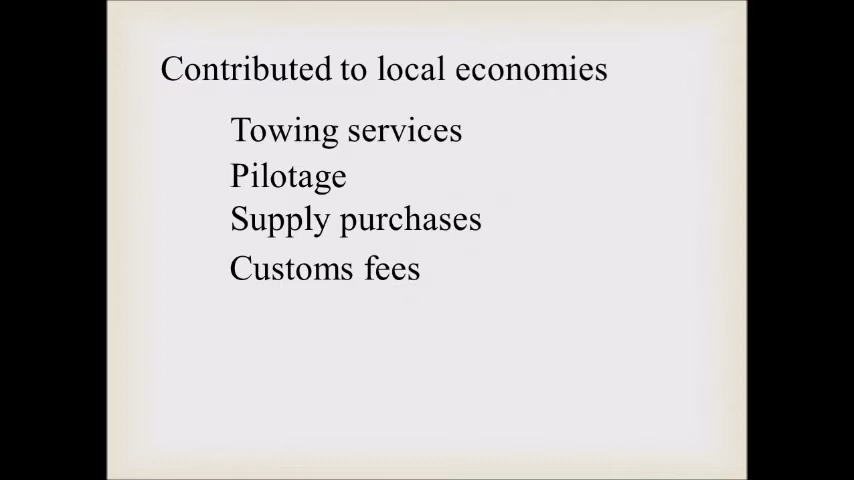 Contributed to local economies
Towing services
Pilotage
Supply purchases
Customs fees